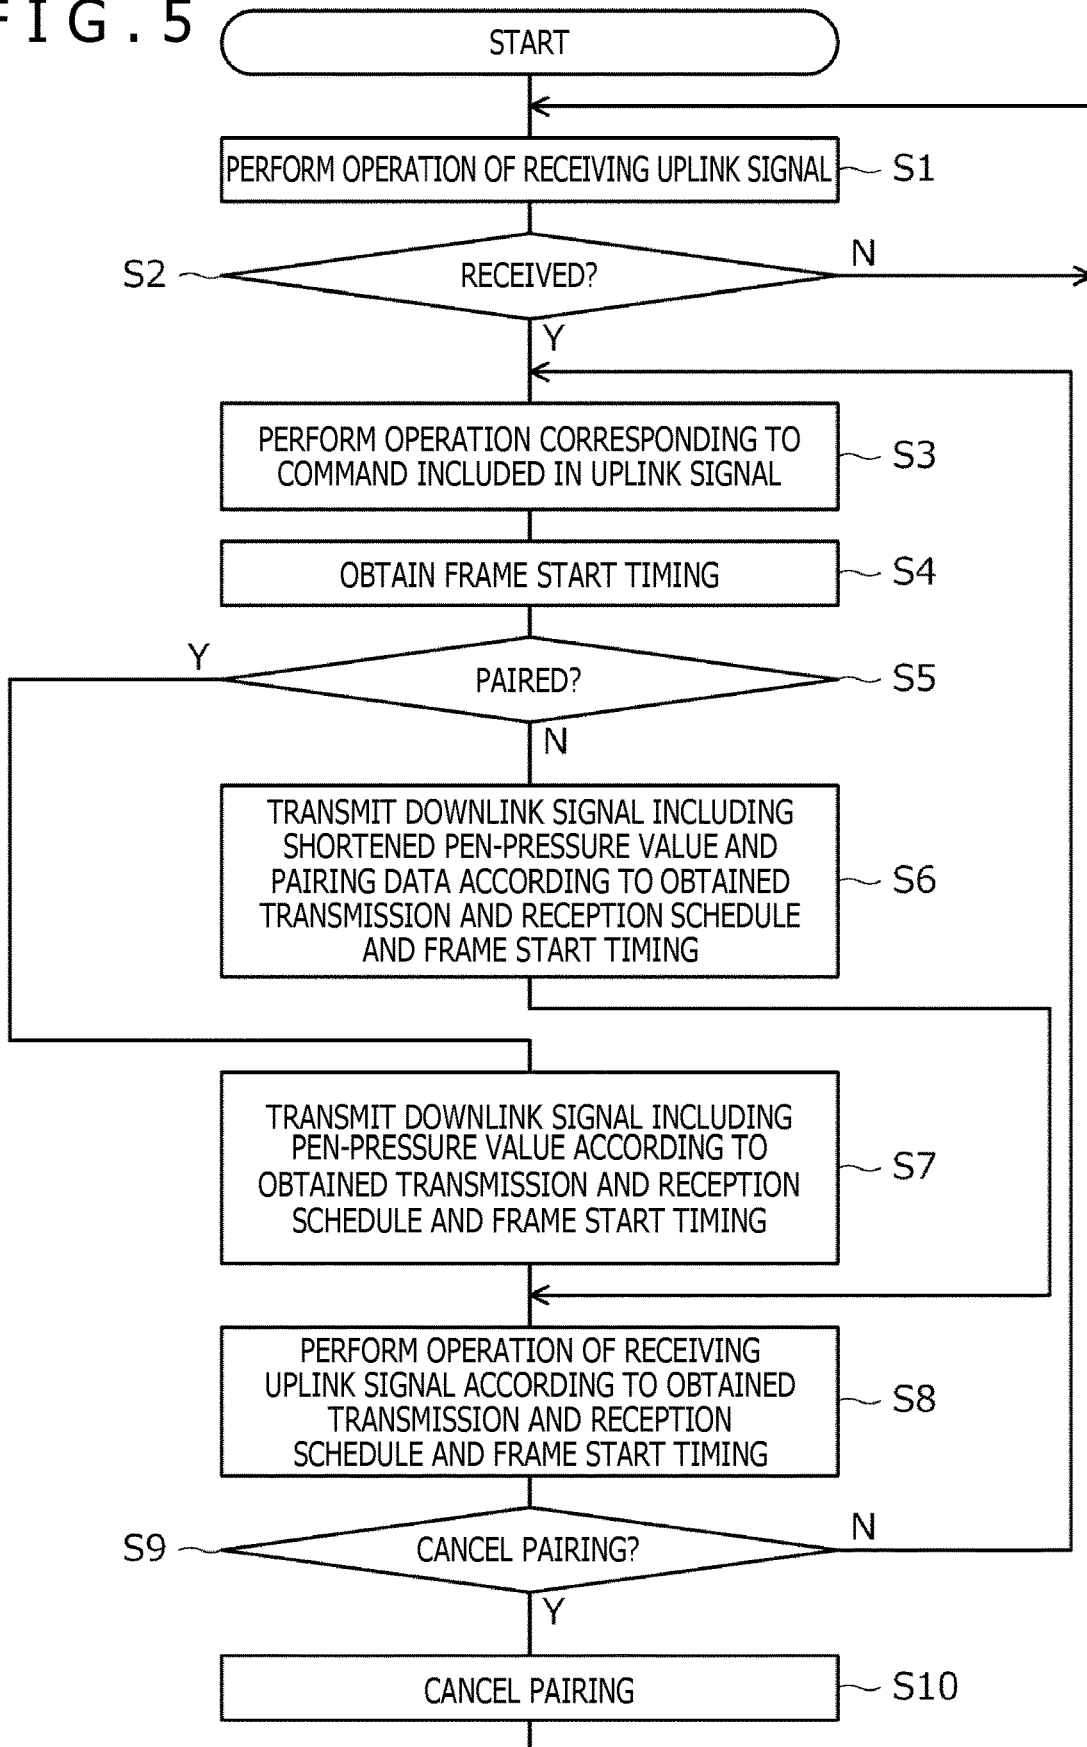 FIG.5
START
PERFORM OPERATION OF RECEIVING UPLINK SIGNAL
S1
S2
RECEIVED?
N
Y
PERFORM OPERATION CORRESPONDING TO
COMMAND INCLUDED IN UPLINK SIGNAL
S3
OBTAIN FRAME START TIMING
S4
Y
PAIRED?
S5
N
TRANSMIT DOWNLINK SIGNAL INCLUDING
SHORTENED PEN-PRESSURE VALUE AND
PAIRING DATA ACCORDING TO OBTAINED
TRANSMISSION AND RECEPTION SCHEDULE
AND FRAME START TIMING
S6
TRANSMIT DOWNLINK SIGNAL INCLUDING
PEN-PRESSURE VALUE ACCORDING TO
OBTAINED TRANSMISSION AND RECEPTION
SCHEDULE AND FRAME START TIMING
S7
PERFORM OPERATION OF RECEIVING
UPLINK SIGNAL ACCORDING TO OBTAINED
TRANSMISSION AND RECEPTION
SCHEDULE AND FRAME START TIMING
S8
S9
CANCEL PAIRING?
N
Y
CANCEL PAIRING
S10